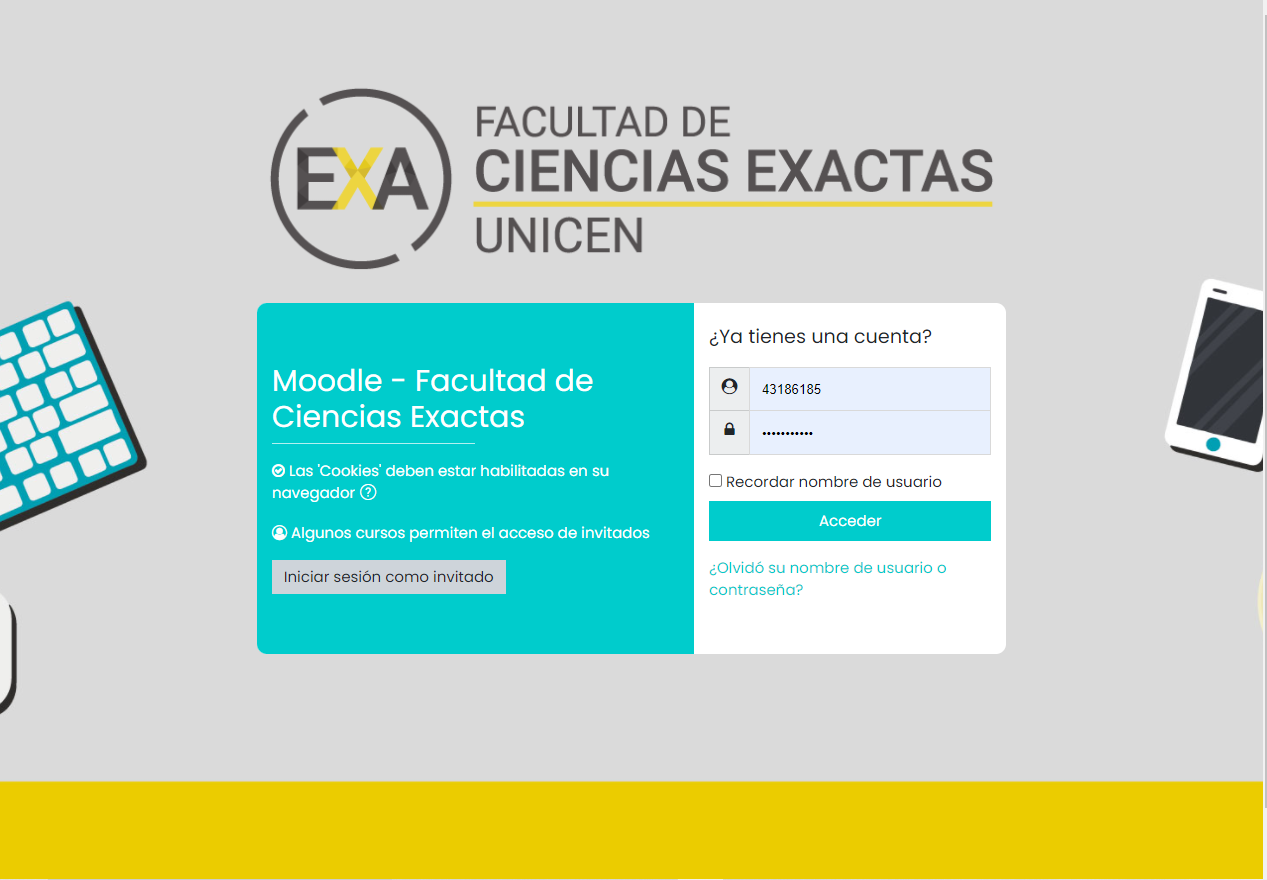 EXA
FACULTAD DE
CIENCIAS EXACTAS
UNICEN
Moodle - Facultad de
Ciencias Exactas
Las 'Cookies' deben estar habilitadas en su
navegador
Algunos cursos permiten el acceso de invitados
Iniciar sesión como invitado
¿Ya tienes una cuenta?
43186185
•••••••••••
Recordar nombre de usuario
Acceder
¿Olvidó su nombre de usuario o
contraseña?